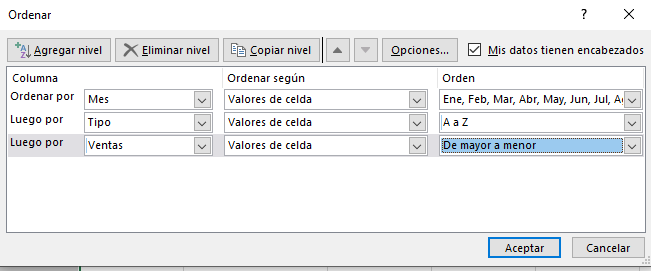 Ordenar ?
Agregar nivel Eliminar nivel Copiar nivel Opciones... Mis datos tienen encabezados
Columna Ordenar según Orden
Ordenar por Mes Valores de celda Ene, Feb, Mar, Abr, May, Jun, Jul, A
Luego por Tipo Valores de celda A a Z
Luego por Ventas Valores de celda De mayor a menor
Aceptar Cancelar